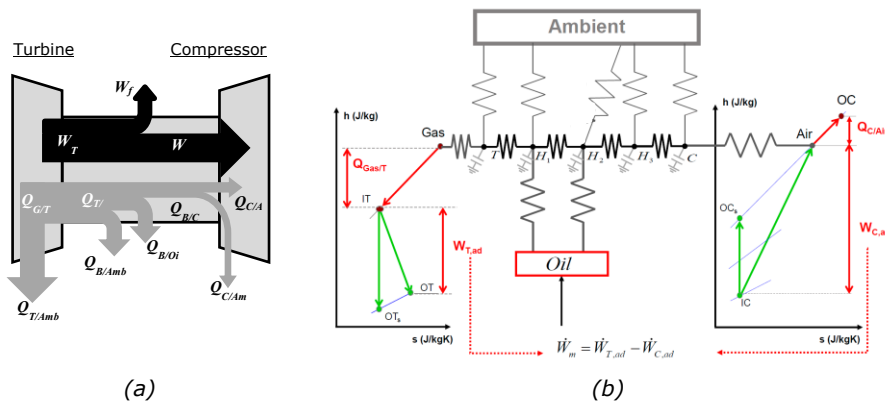 Turbine
Compressor
W_f
W_T
W
Q_G/T
Q_T/
Q_B/C
Q_C/A
Q_B/Amb
Q_B/Oi
Q_C/Am
Q_T/Amb
(a)
Ambient
h (J/kg)
Gas
Q_Gas/T
IT
W_T,ad
OT
OT_s
s (J/kgK)
T
H_1
H_2
H_3
C
Oil
Ẇ_m = Ẇ_T,ad − Ẇ_C,ad
h (J/kg)
OC
Air
Q_C/Air
OC_s
W_C,a
IC
s (J/kgK)
(b)